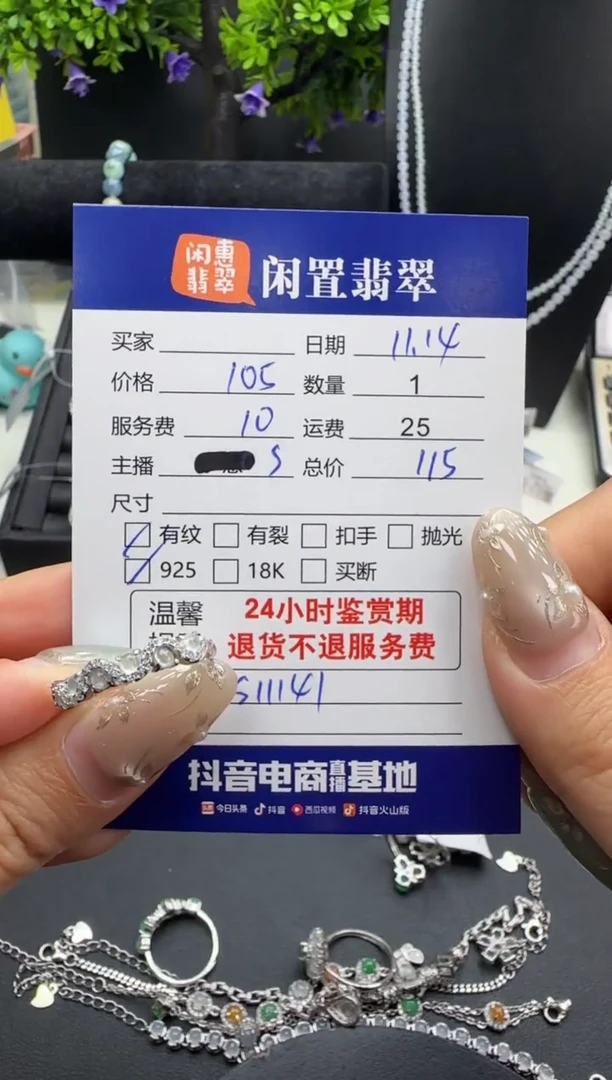 闲惠
翡翠
闲置翡翠
买家 日期 11.14
价格 105 数量 1
服务费 10 运费 25
主播 S 总价 115
尺寸
有纹 有裂 扣手 抛光
925 18K 买断
温馨 24小时鉴赏期
退货不退服务费
S11141
抖音电商直播基地
今日头条 抖音 西瓜视频 抖音火山版